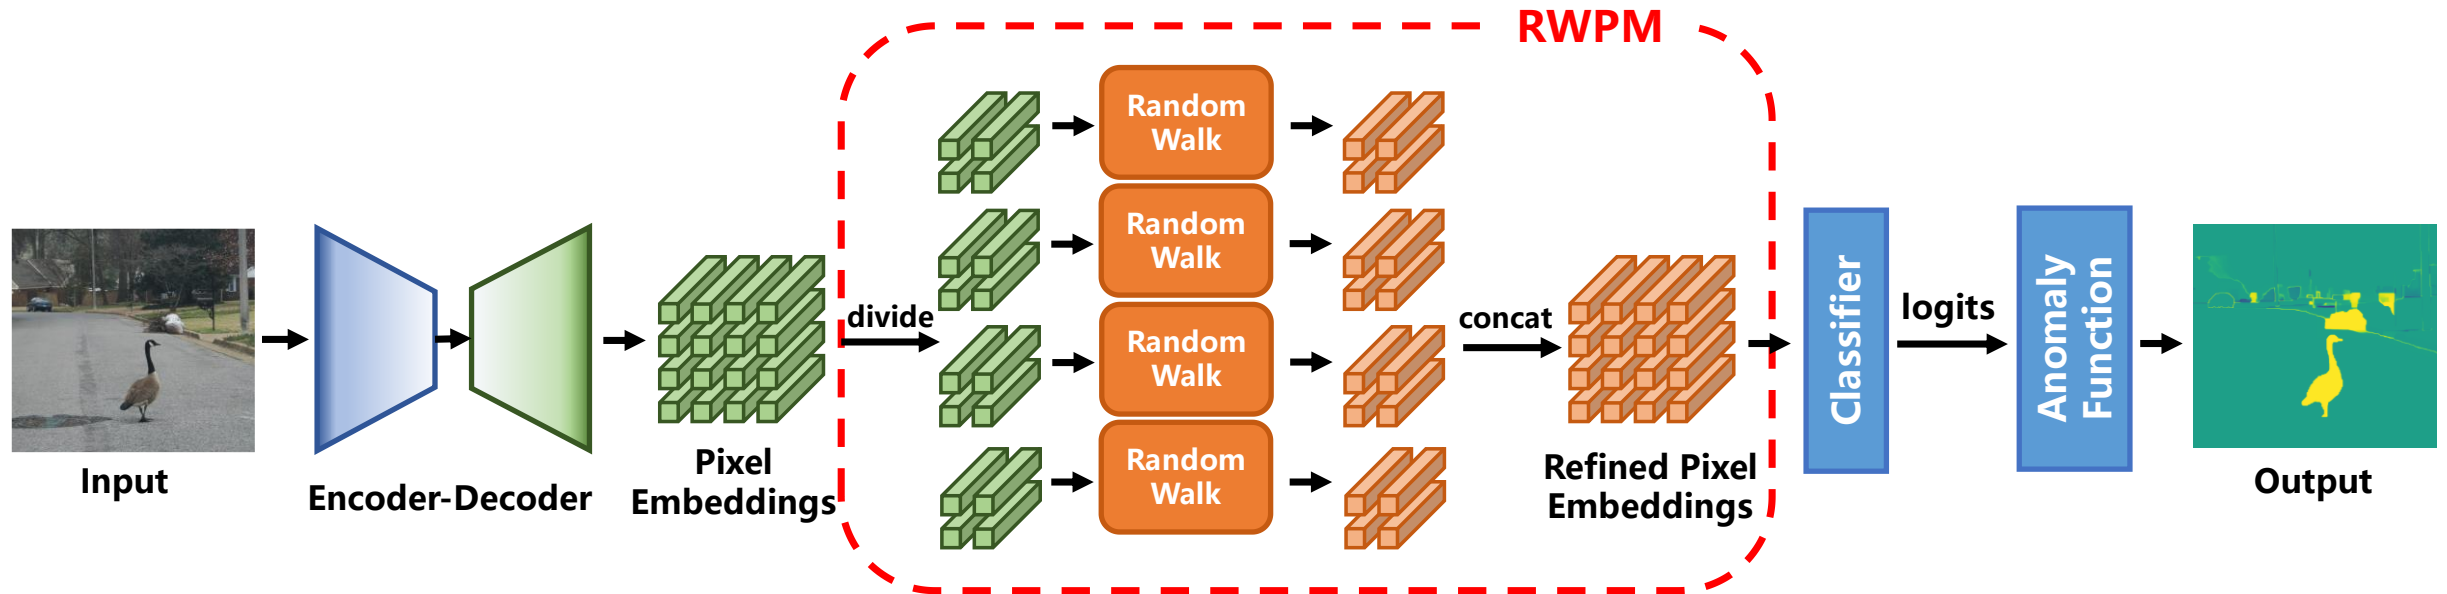 Input
Encoder-Decoder
Pixel
Embeddings
divide
RWPM
Random
Walk
Random
Walk
Random
Walk
Random
Walk
concat
Refined Pixel
Embeddings
Classifier
logits
Anomaly
Function
Output